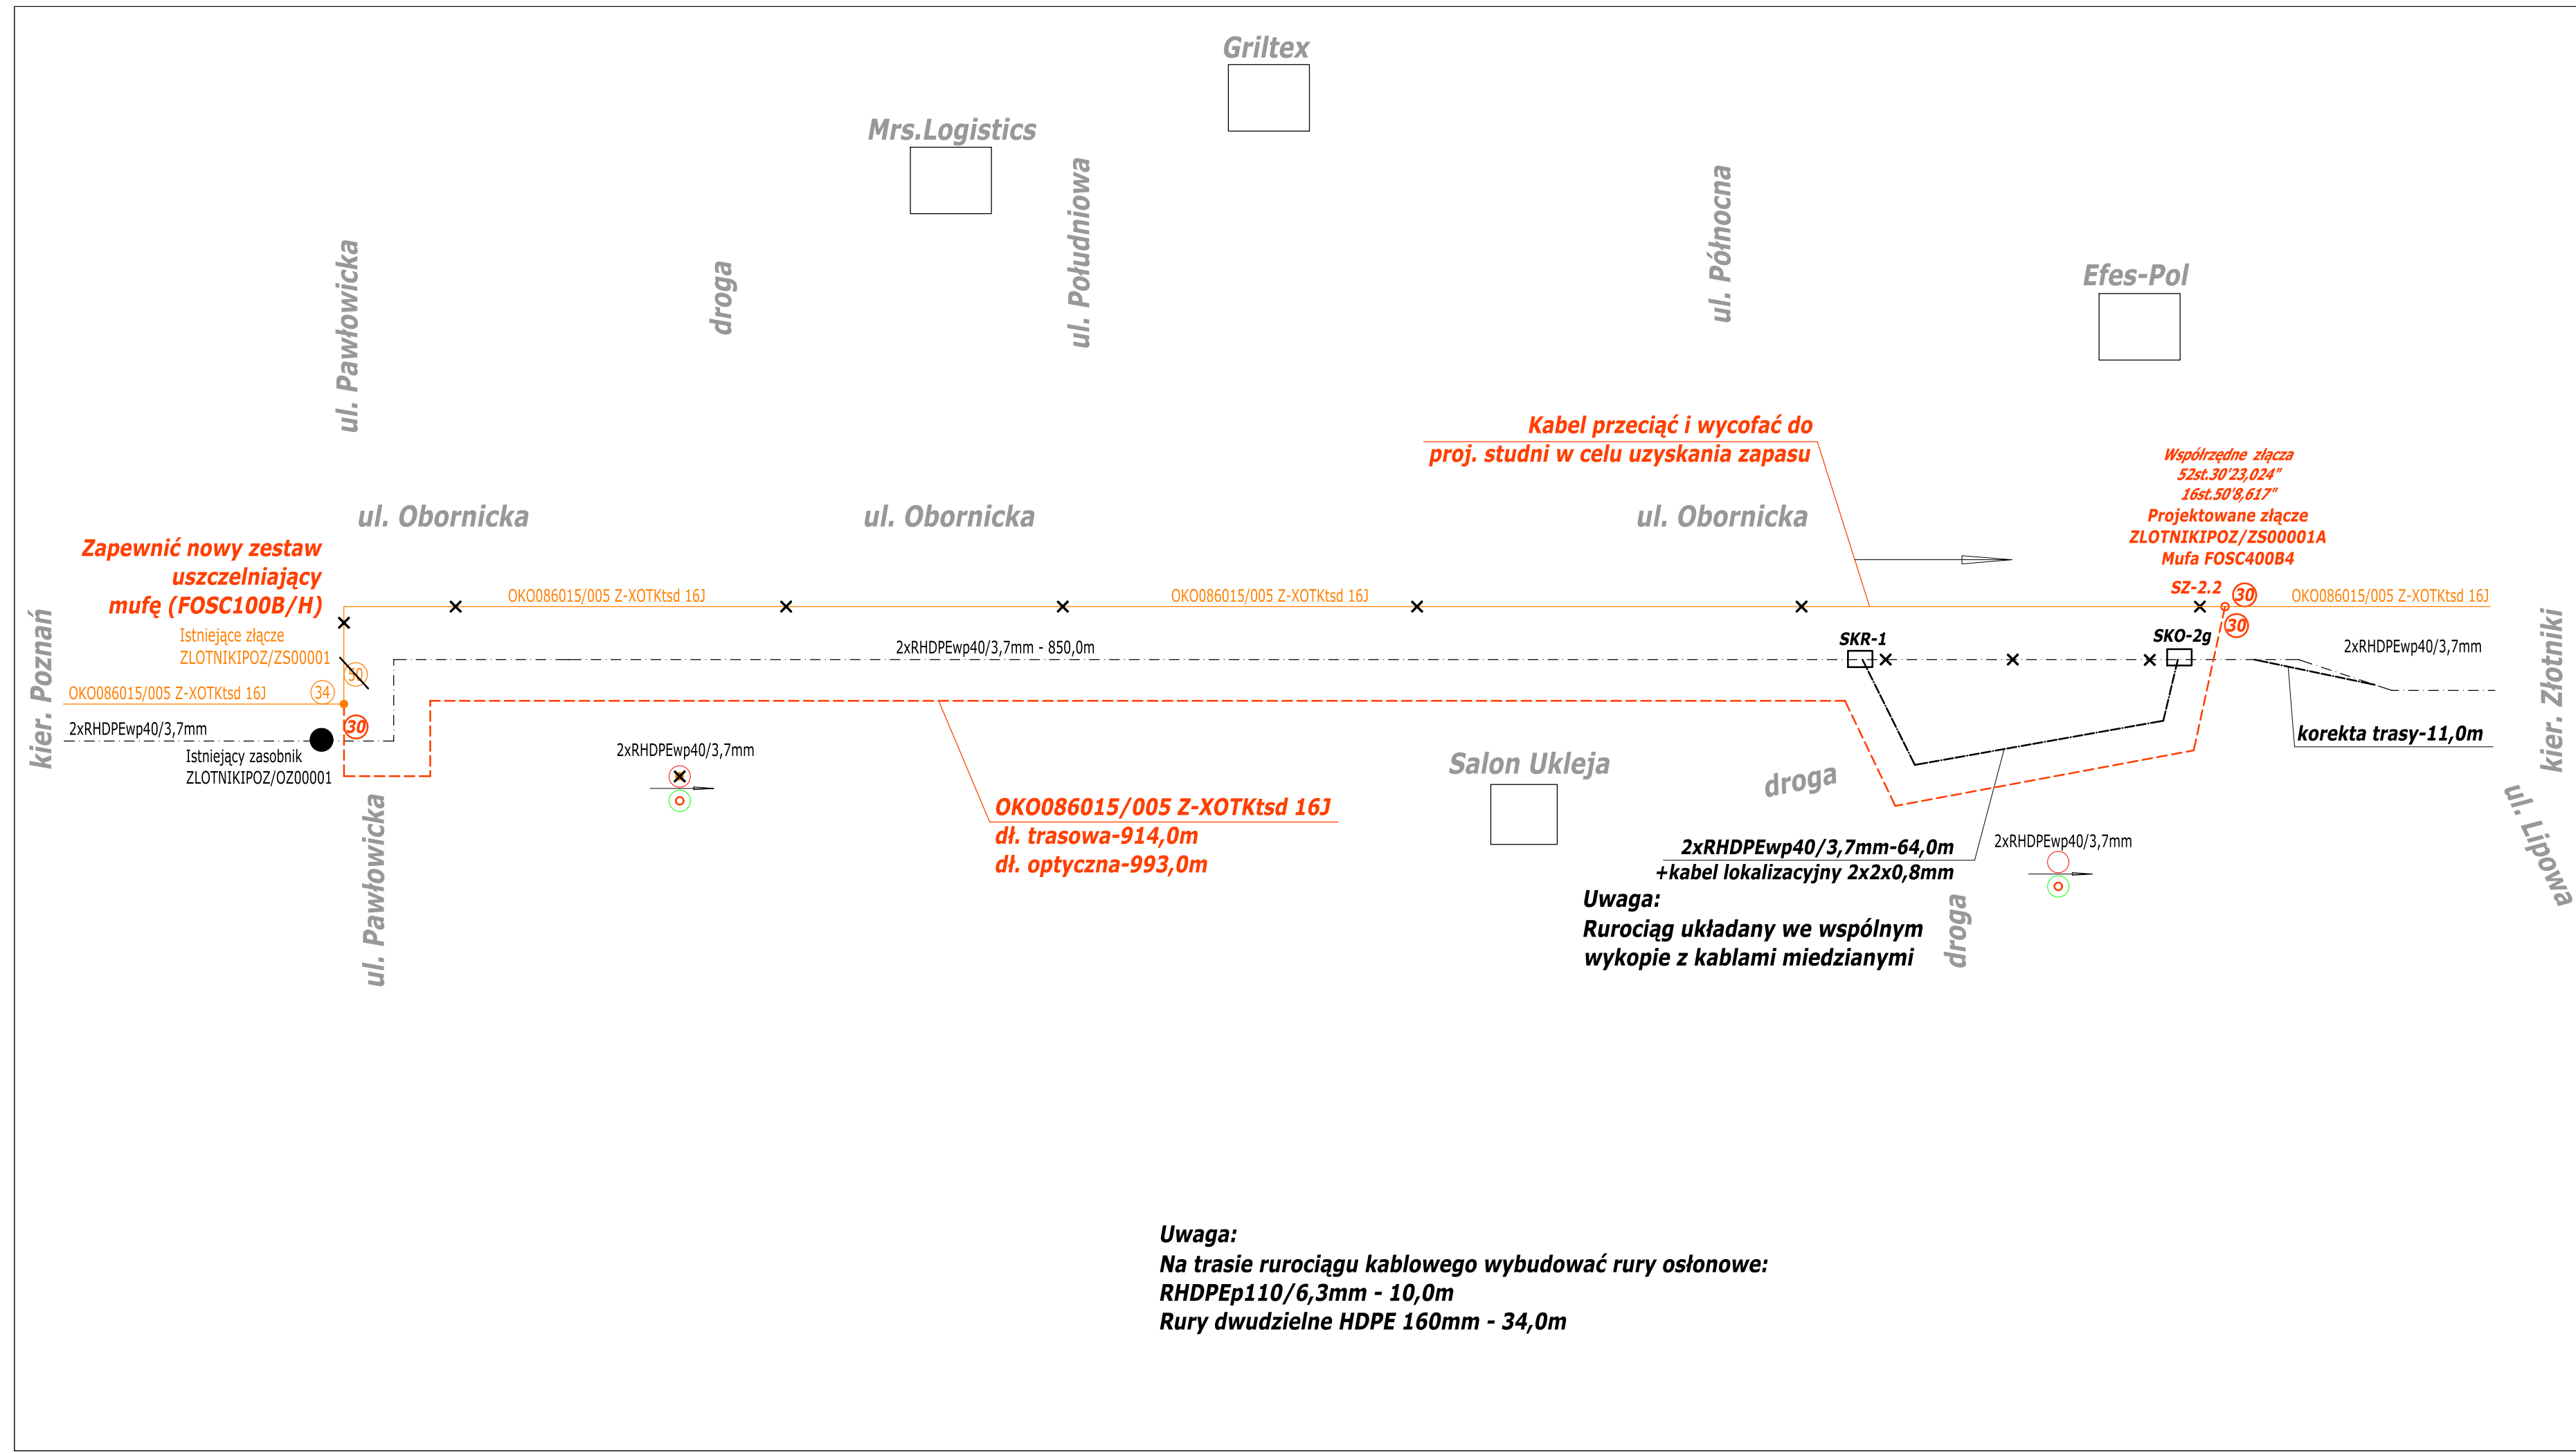 Griltex
Mrs.Logistics
ul. Południowa
ul. Północna
ul. Pawłowicka
droga
Efes-Pol
Kabel przeciąć i wycofać do
proj. studni w celu uzyskania zapasu
Współrzędne złącza
52st.30'23,024"
16st.50'8,617"
Projektowane złącze
ZLOTNIKIPOZ/ZS00001A
Mufa FOSC400B4
SZ-2.2
30
30
OKO086015/005 Z-XOTKtsd 16J
ul. Obornicka
ul. Obornicka
ul. Obornicka
Zapewnić nowy zestaw
uszczelniający
mufę (FOSC100B/H)
OKO086015/005 Z-XOTKtsd 16J
OKO086015/005 Z-XOTKtsd 16J
Istniejące złącze
ZLOTNIKIPOZ/ZS00001
50
kier. Poznań
OKO086015/005 Z-XOTKtsd 16J
34
30
2xRHDPEwp40/3,7mm
Istniejący zasobnik
ZLOTNIKIPOZ/OZ00001
2xRHDPEwp40/3,7mm - 850,0m
SKR-1
SKO-2g
2xRHDPEwp40/3,7mm
kier. Złotniki
korekta trasy-11,0m
2xRHDPEwp40/3,7mm
ul. Pawłowicka
OKO086015/005 Z-XOTKtsd 16J
dł. trasowa-914,0m
dł. optyczna-993,0m
Salon Ukleja
droga
ul. Lipowa
2xRHDPEwp40/3,7mm-64,0m
+kabel lokalizacyjny 2x2x0,8mm
2xRHDPEwp40/3,7mm
Uwaga:
Rurociąg układany we wspólnym
wykopie z kablami miedzianymi
droga
Uwaga:
Na trasie rurociągu kablowego wybudować rury osłonowe:
RHDPEp110/6,3mm - 10,0m
Rury dwudzielne HDPE 160mm - 34,0m